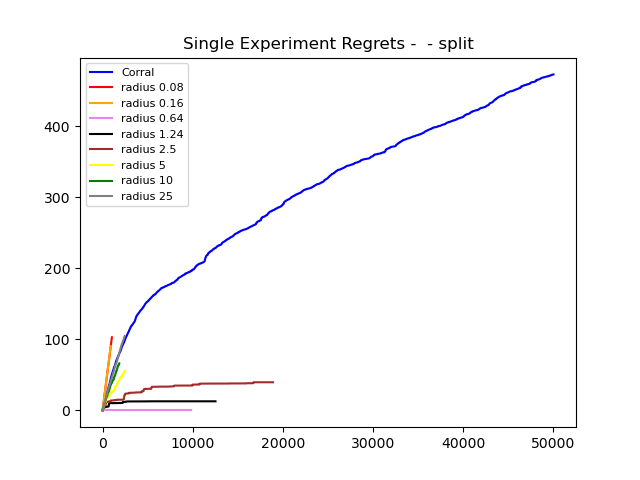 Single Experiment Regrets -  - split
Corral
radius 0.08
radius 0.16
radius 0.64
radius 1.24
radius 2.5
radius 5
radius 10
radius 25
400
300
200
100
0
0
10000
20000
30000
40000
50000